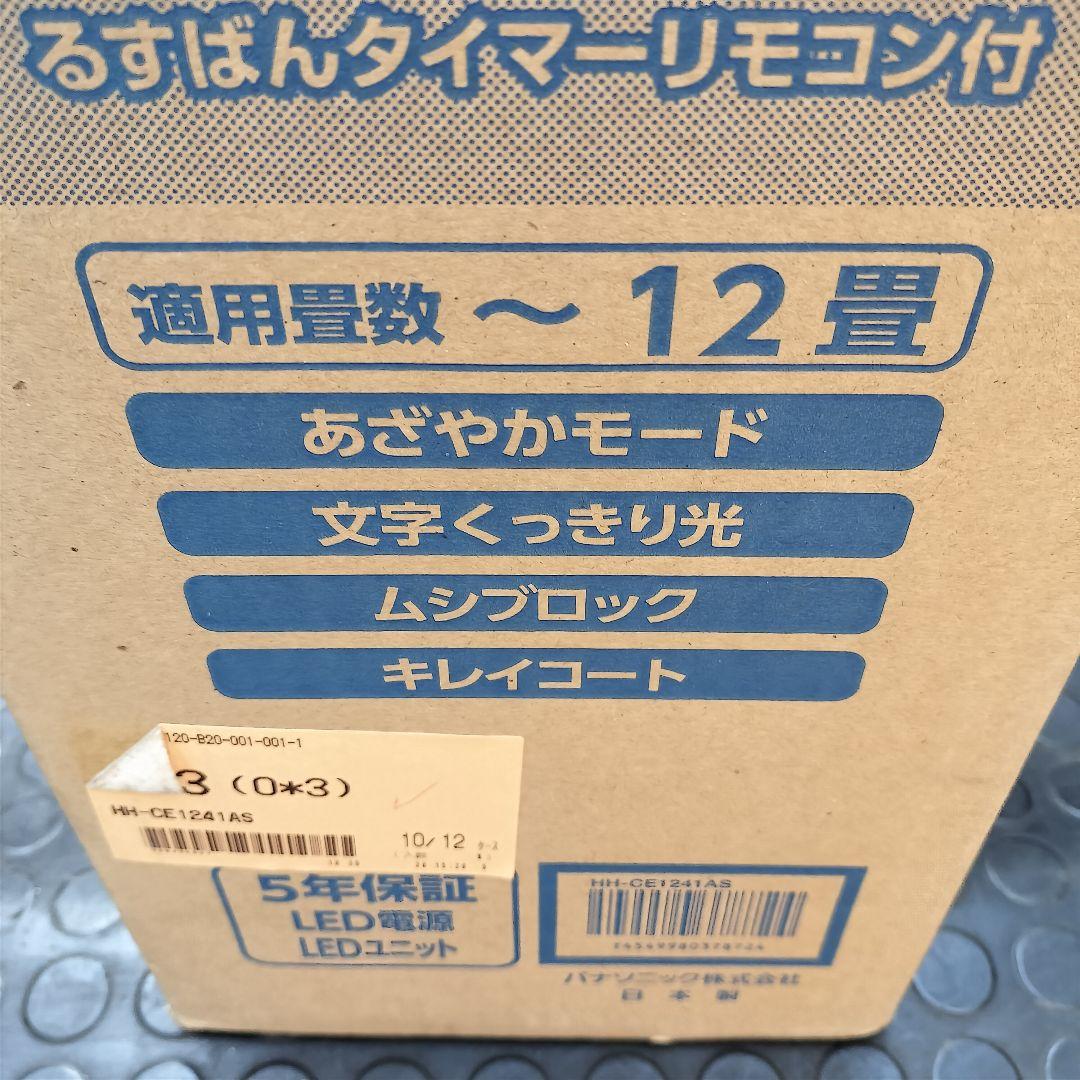 るすばんタイマーリモコン付
適用畳数 ～12畳
あざやかモード
文字くっきり光
ムシブロック
キレイコート
120-B20-001-001-1
3(0*3)
HH-CE1241AS
10/12 ケース
5年保証
LED電源
LEDユニット
HH-CE1241AS
パナソニック株式会社
日本製